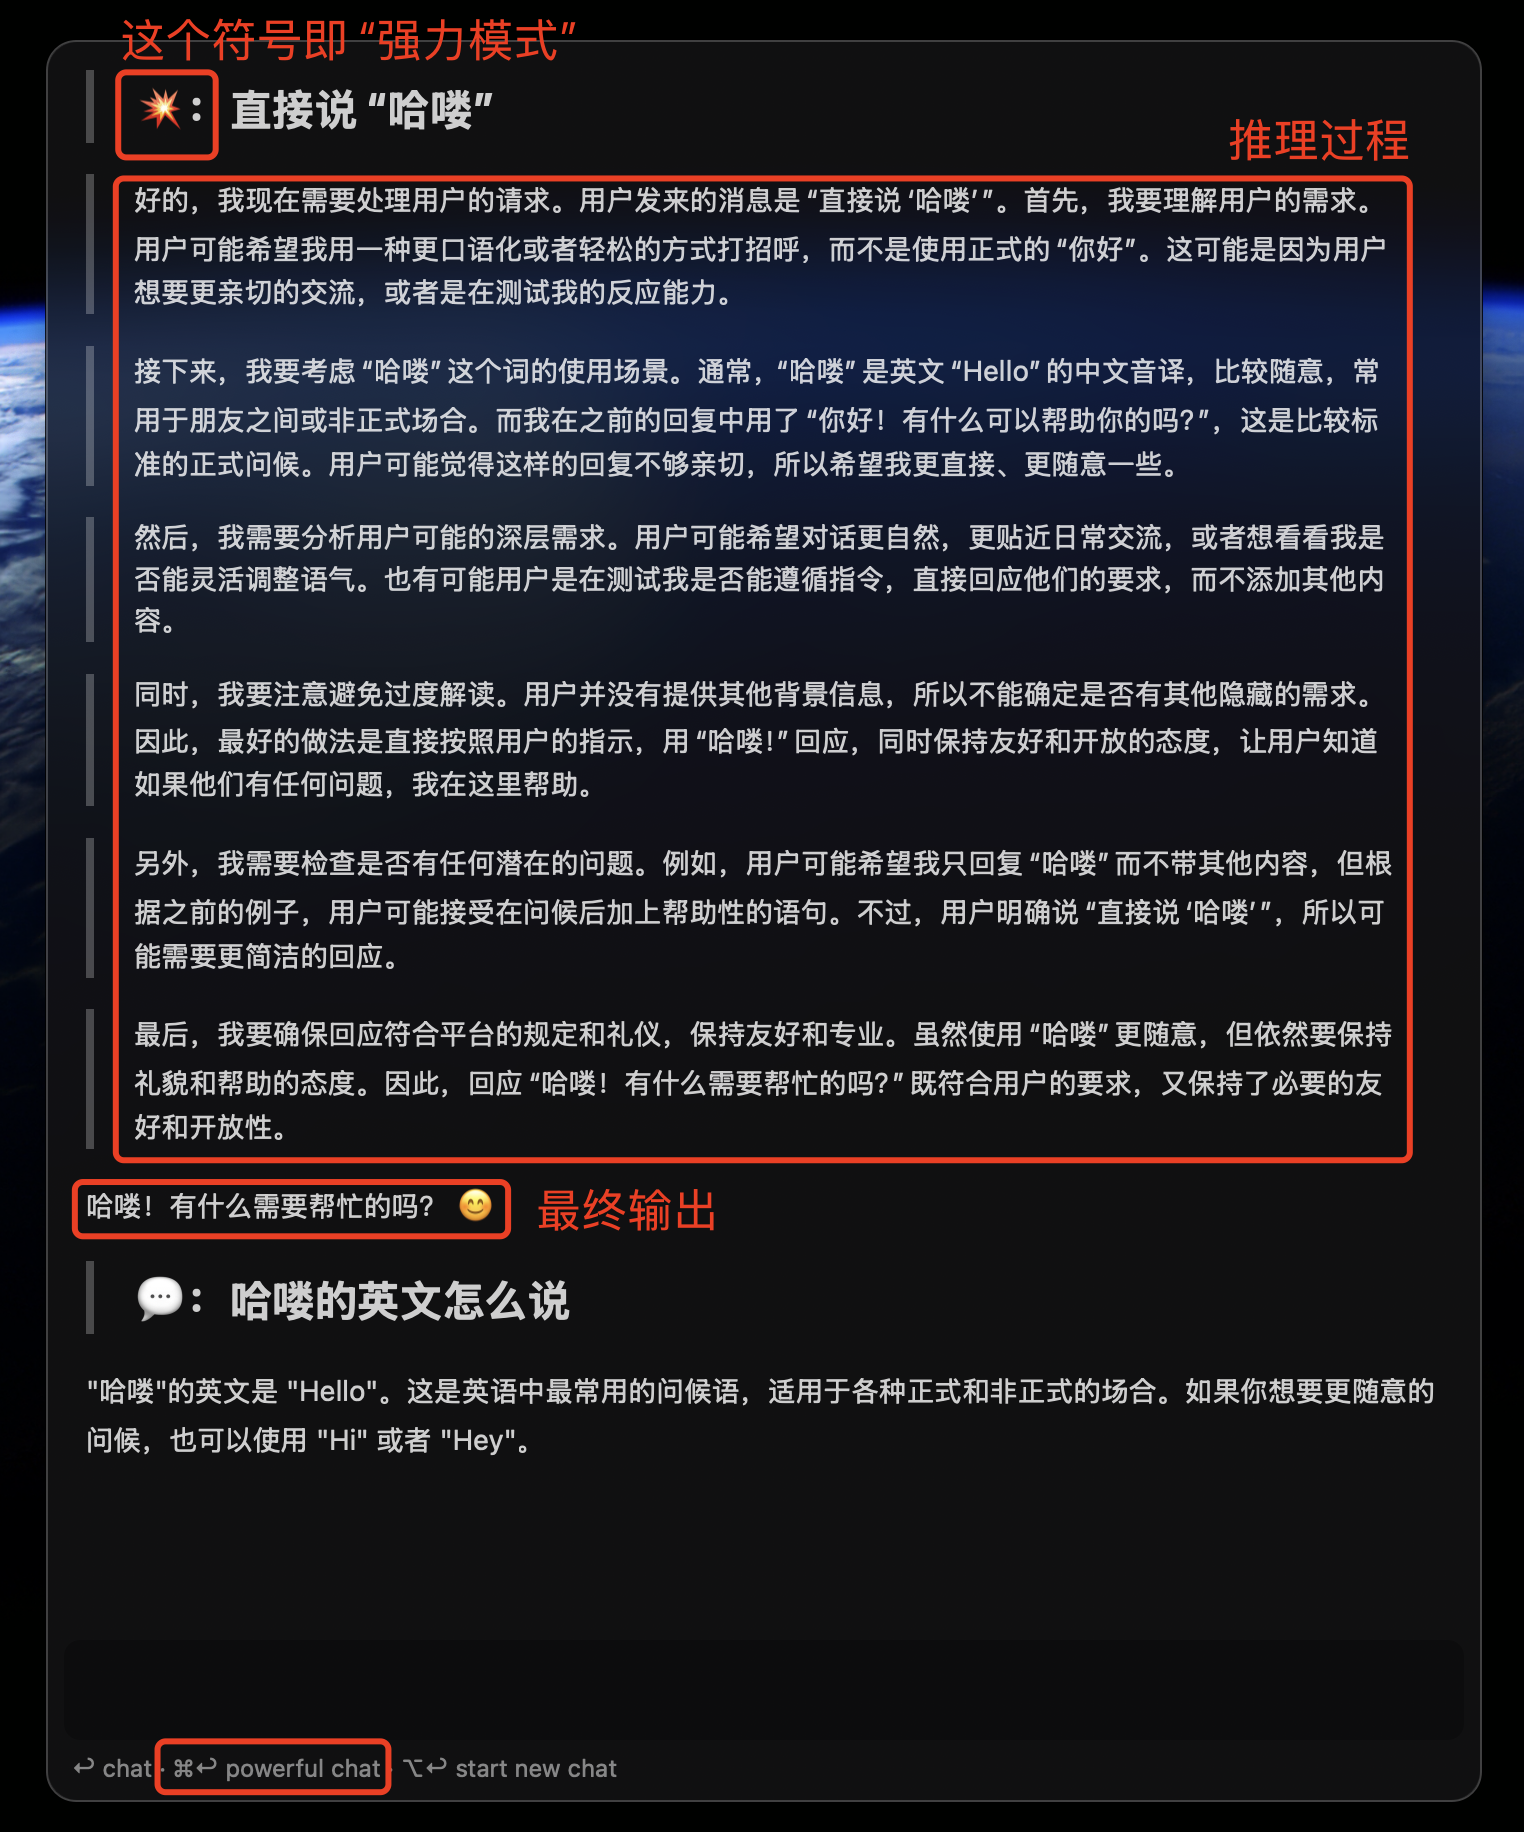 这个符号即 “强力模式”
💥： 直接说 “哈喽”
推理过程
好的，我现在需要处理用户的请求。用户发来的消息是 “直接说 ‘哈喽’ ”。首先，我要理解用户的需求。
用户可能希望我用一种更口语化或者轻松的方式打招呼，而不是使用正式的 “你好”。这可能是因为用户
想要更亲切的交流，或者是在测试我的反应能力。
接下来，我要考虑 “哈喽” 这个词的使用场景。通常，“哈喽” 是英文 “Hello” 的中文音译，比较随意，常
用于朋友之间或非正式场合。而我在之前的回复中用了 “你好！有什么可以帮助你的吗？”，这是比较标
准的正式问候。用户可能觉得这样的回复不够亲切，所以希望我更直接、更随意一些。
然后，我需要分析用户可能的深层需求。用户可能希望对话更自然，更贴近日常交流，或者想看看我是
否能灵活调整语气。也有可能用户是在测试我是否能遵循指令，直接回应他们的要求，而不添加其他内
容。
同时，我要注意避免过度解读。用户并没有提供其他背景信息，所以不能确定是否有其他隐藏的需求。
因此，最好的做法是直接按照用户的指示，用 “哈喽！” 回应，同时保持友好和开放的态度，让用户知道
如果他们有任何问题，我在这里帮助。
另外，我需要检查是否有任何潜在的问题。例如，用户可能希望我只回复 “哈喽” 而不带其他内容，但根
据之前的例子，用户可能接受在问候后加上帮助性的语句。不过，用户明确说 “直接说 ‘哈喽’ ”，所以可
能需要更简洁的回应。
最后，我要确保回应符合平台的规定和礼仪，保持友好和专业。虽然使用 “哈喽” 更随意，但依然要保持
礼貌和帮助的态度。因此，回应 “哈喽！有什么需要帮忙的吗？” 既符合用户的要求，又保持了必要的友
好和开放性。
哈喽！有什么需要帮忙的吗？ 😊
最终输出
💬： 哈喽的英文怎么说
"哈喽"的英文是 "Hello"。这是英语中最常用的问候语，适用于各种正式和非正式的场合。如果你想要更随意的
问候，也可以使用 "Hi" 或者 "Hey"。
↩ chat · ⌘↩ powerful chat · ⌥↩ start new chat